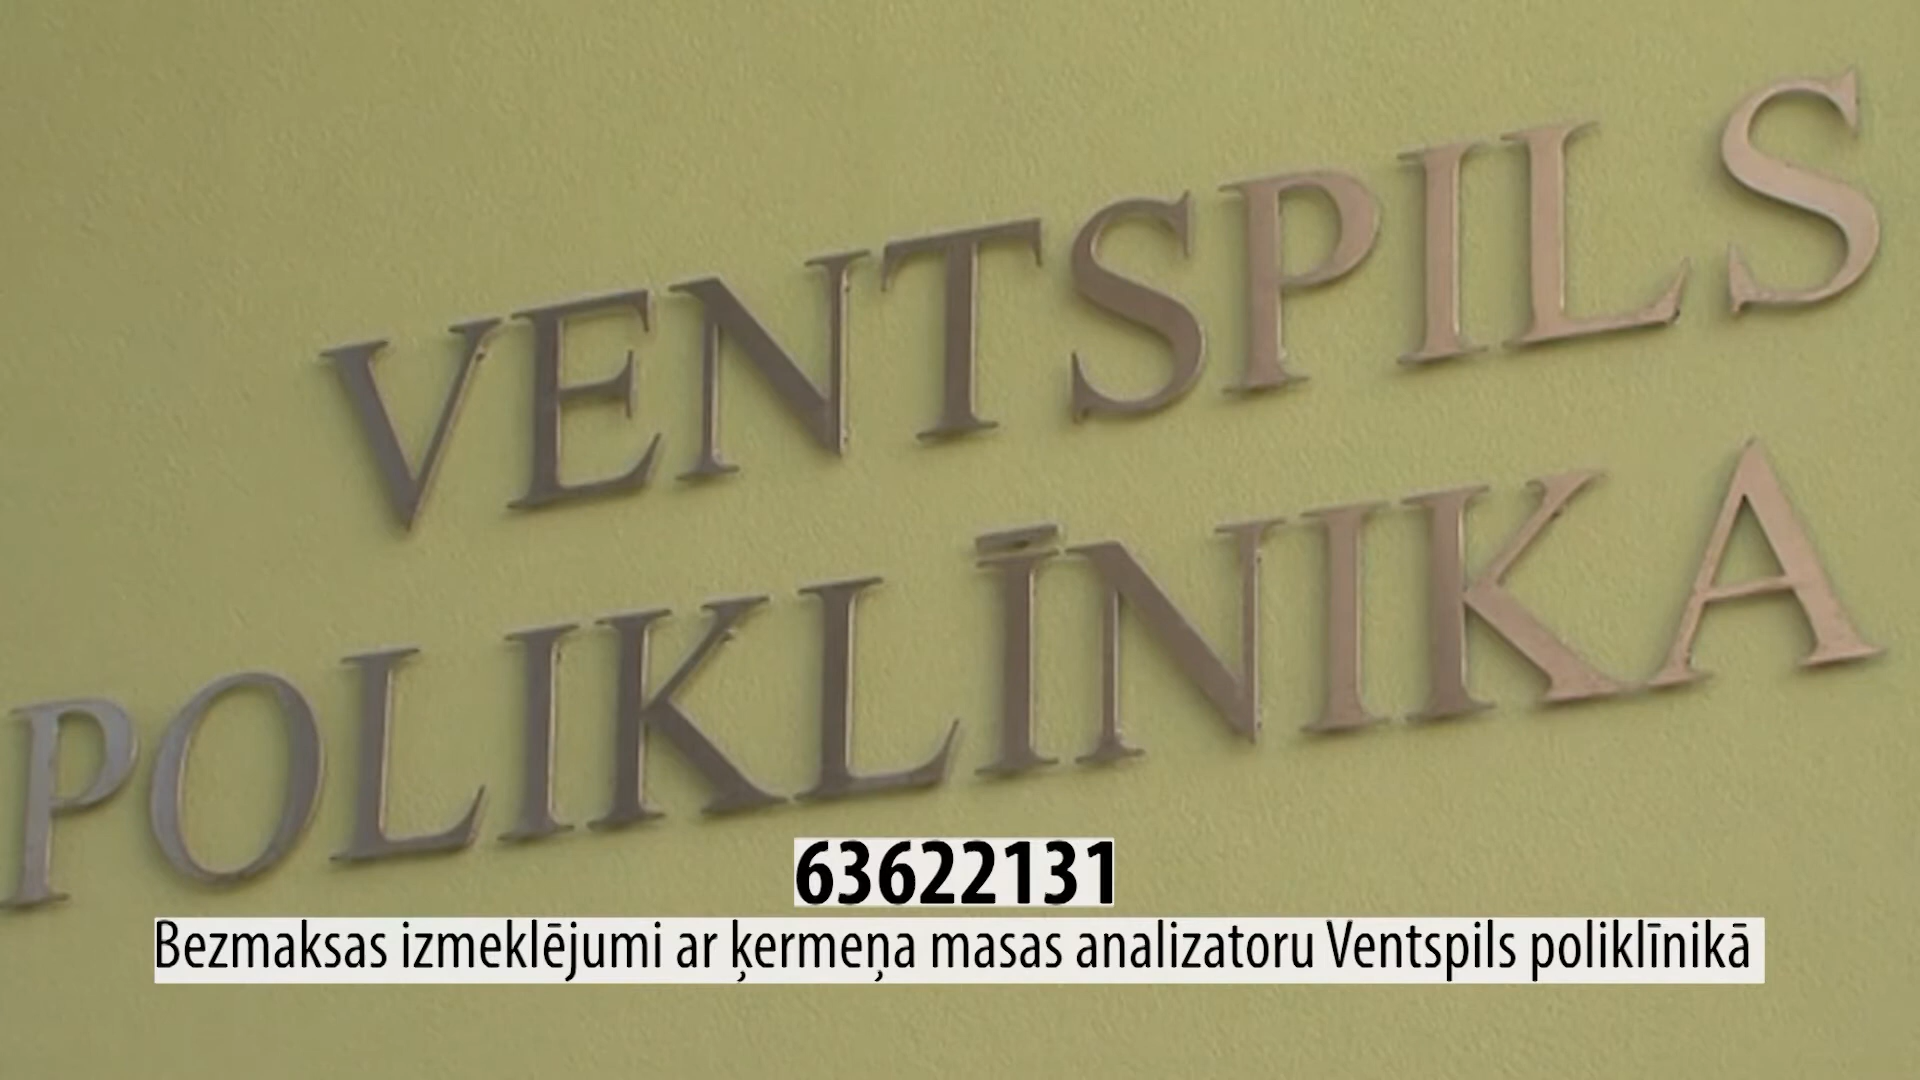 VENTSPILS
POLIKLĪNIKA
63622131
Bezmaksas izmeklējumi ar ķermeņa masas analizatoru Ventspils poliklīnikā